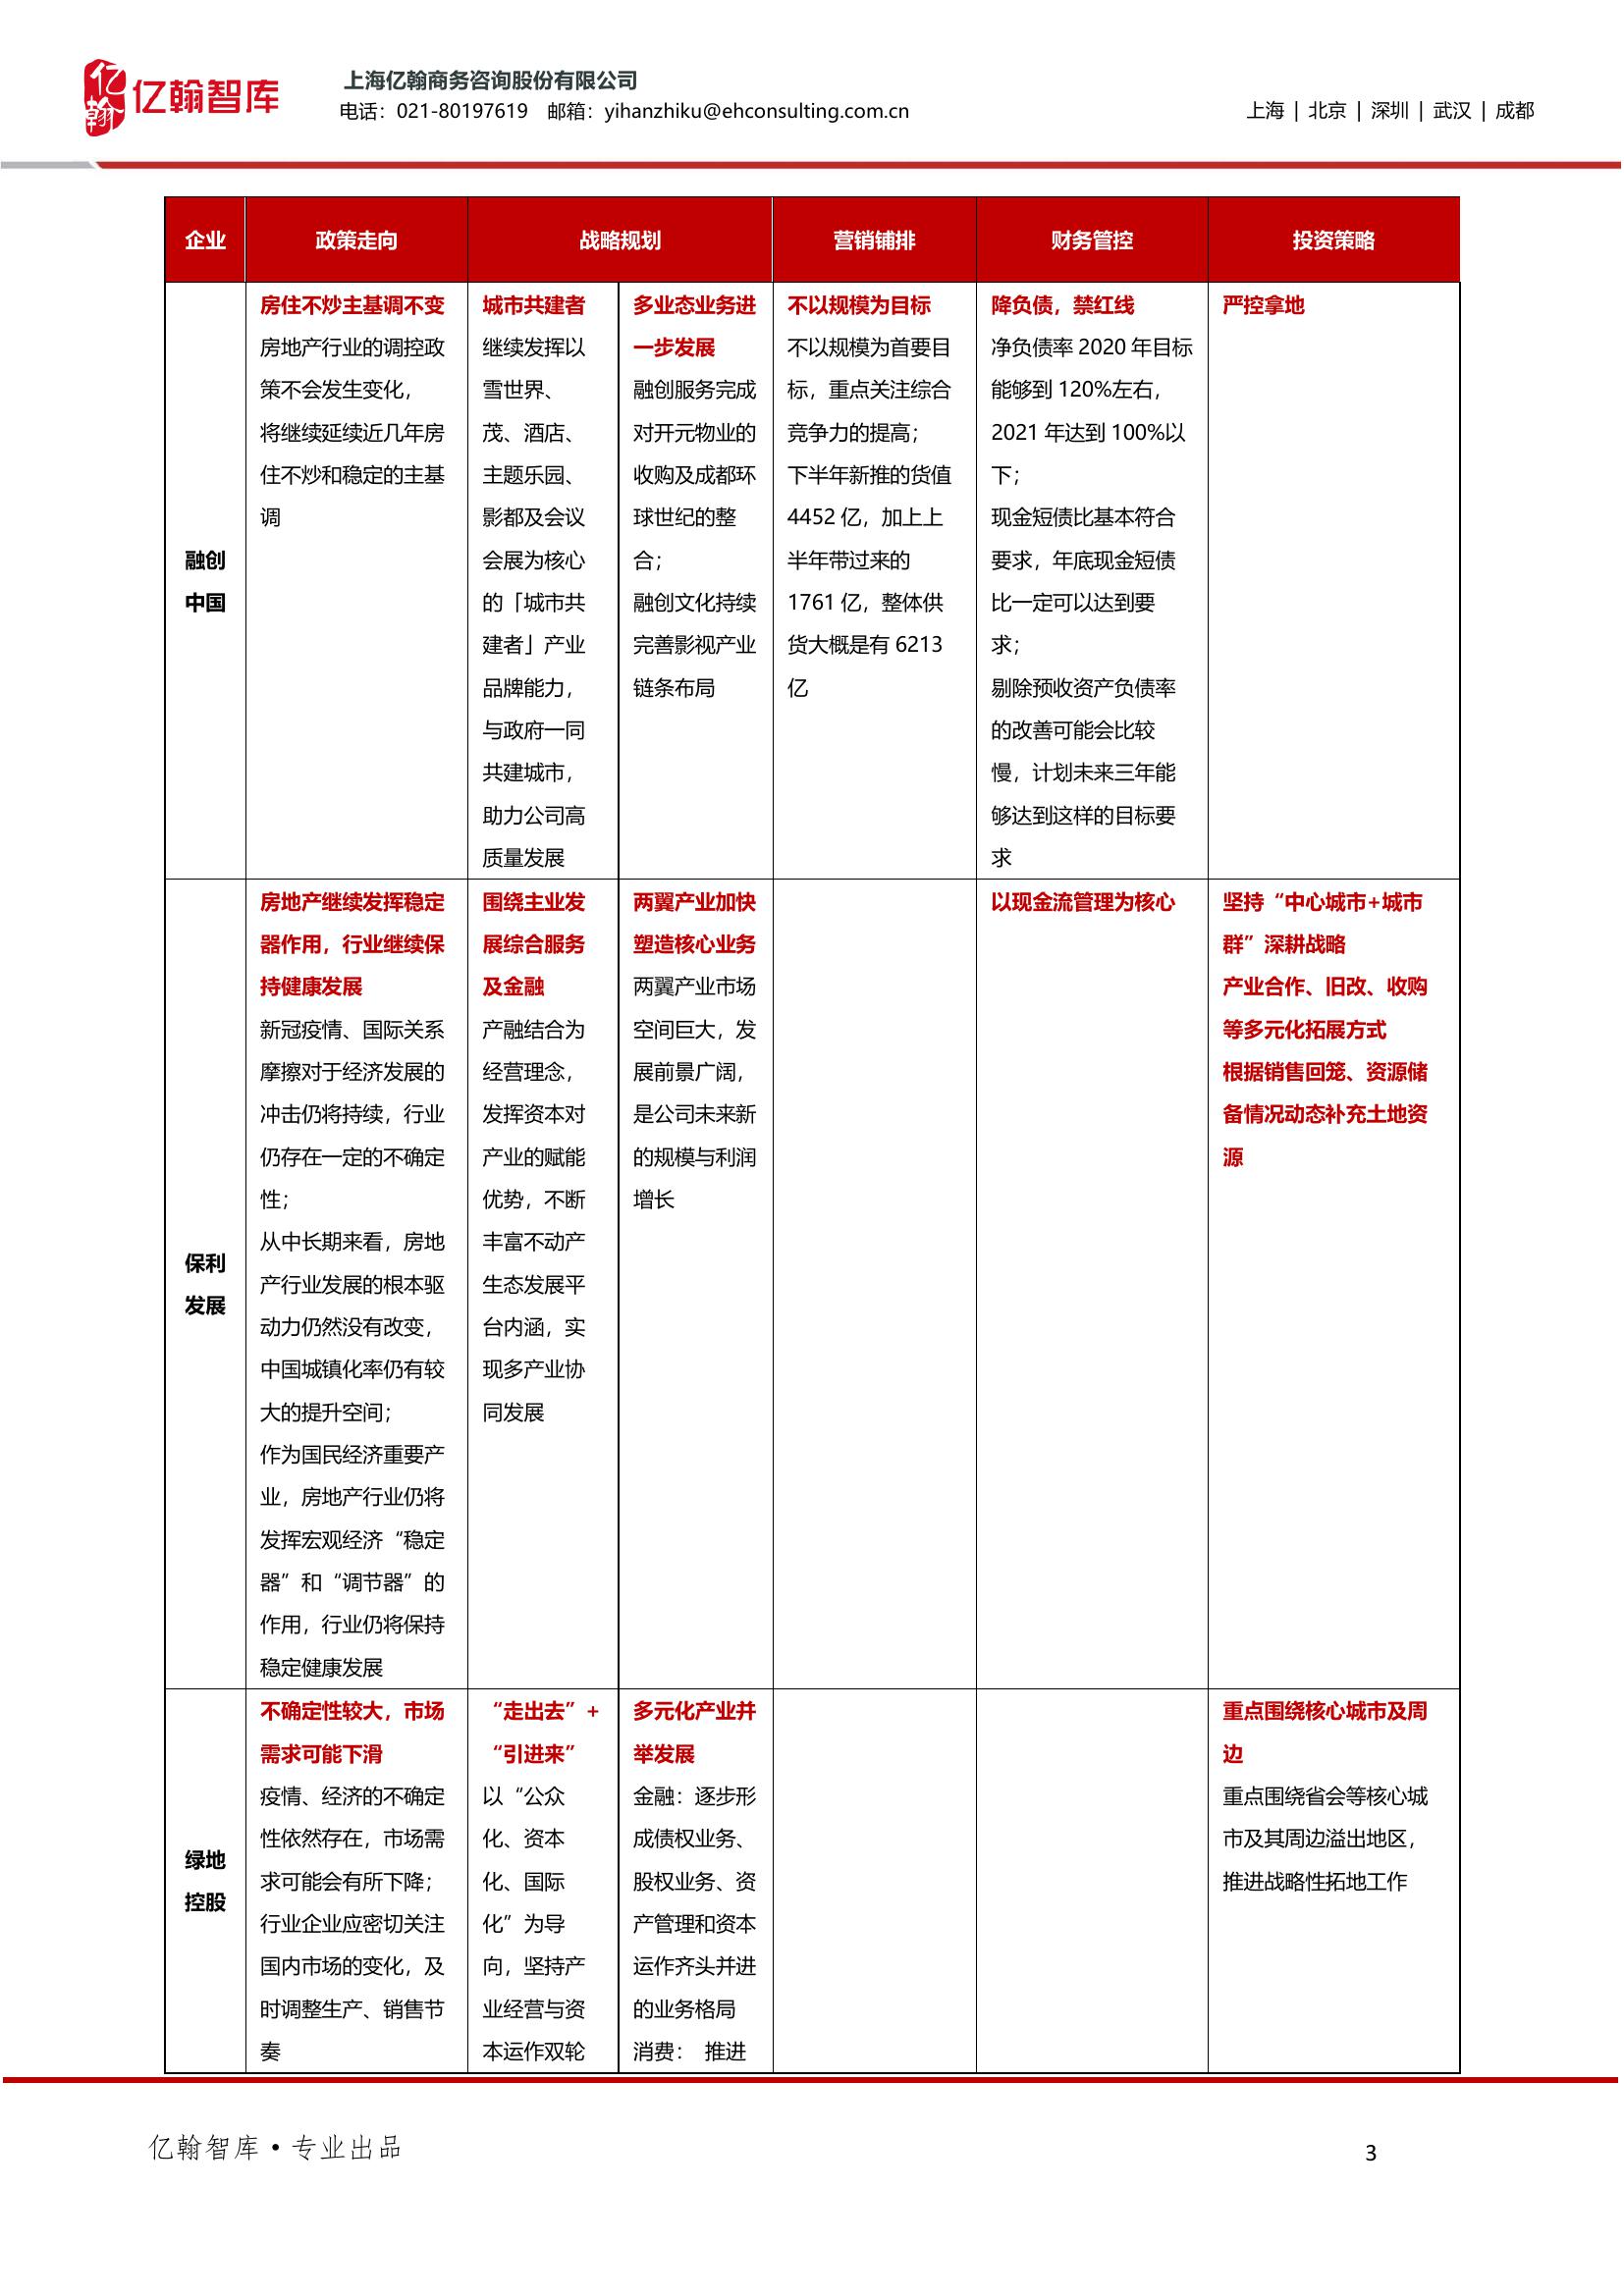 亿翰
亿翰智库
上海亿翰商务咨询股份有限公司
电话：021-80197619 邮箱：yihanzhiku@ehconsulting.com.cn
上海 | 北京 | 深圳 | 武汉 | 成都
企业
政策走向
战略规划
营销铺排
财务管控
投资策略
融创
中国
房住不炒主基调不变
房地产行业的调控政
策不会发生变化，
将继续延续近几年房
住不炒和稳定的主基
调
城市共建者
继续发挥以
雪世界、
茂、酒店、
主题乐园、
影都及会议
会展为核心
的「城市共
建者」产业
品牌能力，
与政府一同
共建城市，
助力公司高
质量发展
多业态业务进
一步发展
融创服务完成
对开元物业的
收购及成都环
球世纪的整
合；
融创文化持续
完善影视产业
链条布局
不以规模为目标
不以规模为首要目
标，重点关注综合
竞争力的提高；
下半年新推的货值
4452 亿，加上上
半年带过来的
1761 亿，整体供
货大概是有 6213
亿
降负债，禁红线
净负债率 2020 年目标
能够到 120%左右，
2021 年达到 100%以
下；
现金短债比基本符合
要求，年底现金短债
比一定可以达到要
求；
剔除预收资产负债率
的改善可能会比较
慢，计划未来三年能
够达到这样的目标要
求
严控拿地
保利
发展
房地产继续发挥稳定
器作用，行业继续保
持健康发展
新冠疫情、国际关系
摩擦对于经济发展的
冲击仍将持续，行业
仍存在一定的不确定
性；
从中长期来看，房地
产行业发展的根本驱
动力仍然没有改变，
中国城镇化率仍有较
大的提升空间；
作为国民经济重要产
业，房地产行业仍将
发挥宏观经济“稳定
器”和“调节器”的
作用，行业仍将保持
稳定健康发展
围绕主业发
展综合服务
及金融
产融结合为
经营理念，
发挥资本对
产业的赋能
优势，不断
丰富不动产
生态发展平
台内涵，实
现多产业协
同发展
两翼产业加快
塑造核心业务
两翼产业市场
空间巨大，发
展前景广阔，
是公司未来新
的规模与利润
增长
以现金流管理为核心
坚持“中心城市+城市
群”深耕战略
产业合作、旧改、收购
等多元化拓展方式
根据销售回笼、资源储
备情况动态补充土地资
源
绿地
控股
不确定性较大，市场
需求可能下滑
疫情、经济的不确定
性依然存在，市场需
求可能会有所下降；
行业企业应密切关注
国内市场的变化，及
时调整生产、销售节
奏
“走出去”+
“引进来”
以“公众
化、资本
化、国际
化”为导
向，坚持产
业经营与资
本运作双轮
多元化产业并
举发展
金融：逐步形
成债权业务、
股权业务、资
产管理和资本
运作齐头并进
的业务格局
消费： 推进
重点围绕核心城市及周
边
重点围绕省会等核心城
市及其周边溢出地区，
推进战略性拓地工作
亿翰智库·专业出品
3